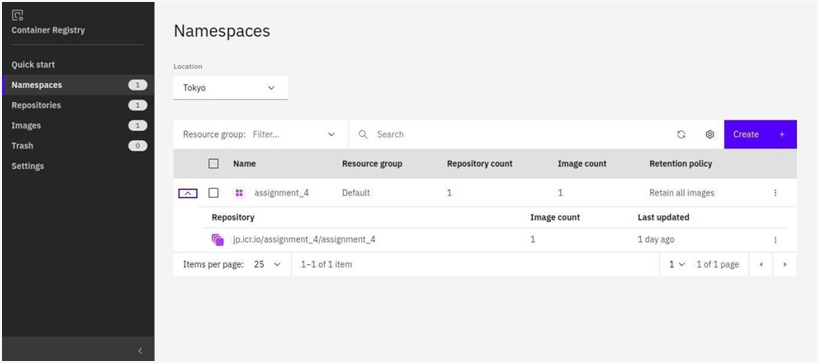 Container Registry
Quick start
Namespaces 1
Repositories 1
Images 1
Trash 0
Settings
Namespaces
Location
Tokyo
Resource group: Filter... Search Create +
Name Resource group Repository count Image count Retention policy
assignment_4 Default 1 1 Retain all images
Repository Image count Last updated
jp.icr.io/assignment_4/assignment_4 1 1 day ago
Items per page: 25 1–1 of 1 item 1 1 of 1 page